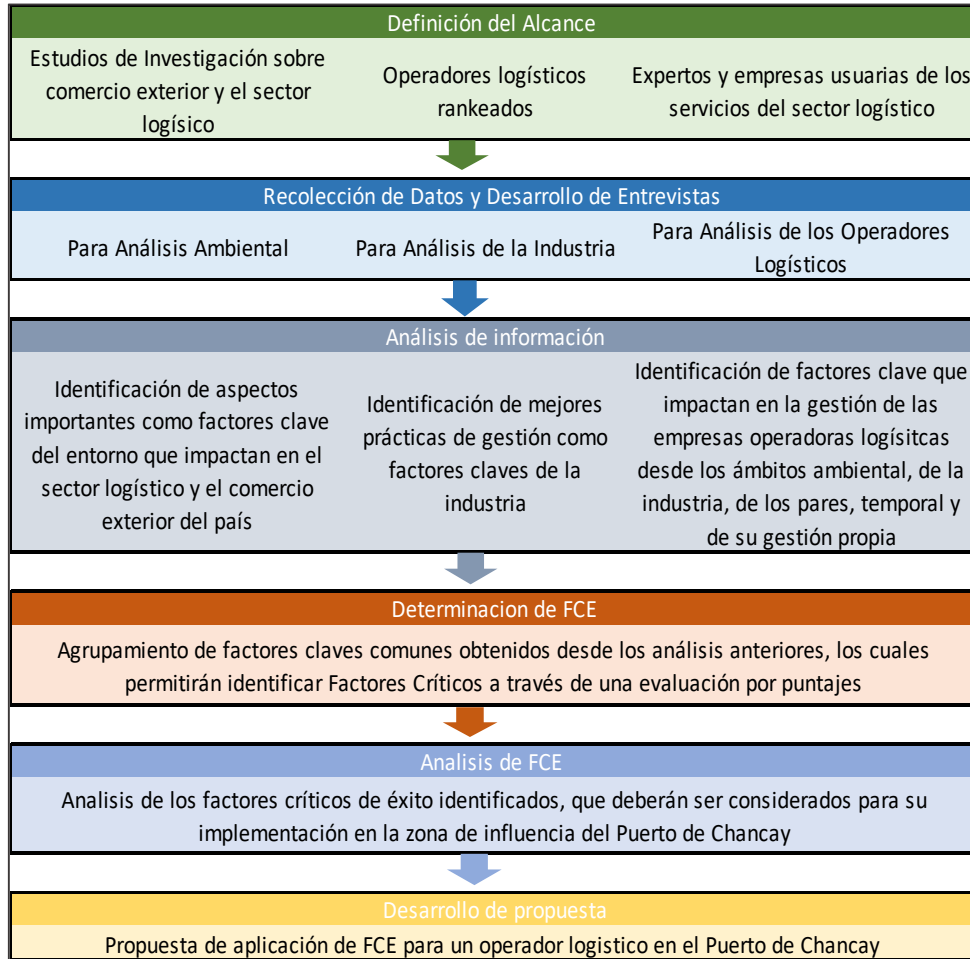 Definición del Alcance
Estudios de Investigación sobre
comercio exterior y el sector
logísico
Operadores logísticos
rankeados
Expertos y empresas usuarias de los
servicios del sector logístico
Recolección de Datos y Desarrollo de Entrevistas
Para Análisis Ambiental
Para Análisis de la Industria
Para Análisis de los Operadores
Logísticos
Análisis de información
Identificación de aspectos
importantes como factores clave
del entorno que impactan en el
sector logístico y el comercio
exterior del país
Identificación de mejores
prácticas de gestión como
factores claves de la
industria
Identificación de factores clave que
impactan en la gestión de las
empresas operadoras logísitcas
desde los ámbitos ambiental, de la
industria, de los pares, temporal y
de su gestión propia
Determinacion de FCE
Agrupamiento de factores claves comunes obtenidos desde los análisis anteriores, los cuales
permitirán identificar Factores Críticos a través de una evaluación por puntajes
Analisis de FCE
Analisis de los factores críticos de éxito identificados, que deberán ser considerados para su
implementación en la zona de influencia del Puerto de Chancay
Desarrollo de propuesta
Propuesta de aplicación de FCE para un operador logistico en el Puerto de Chancay